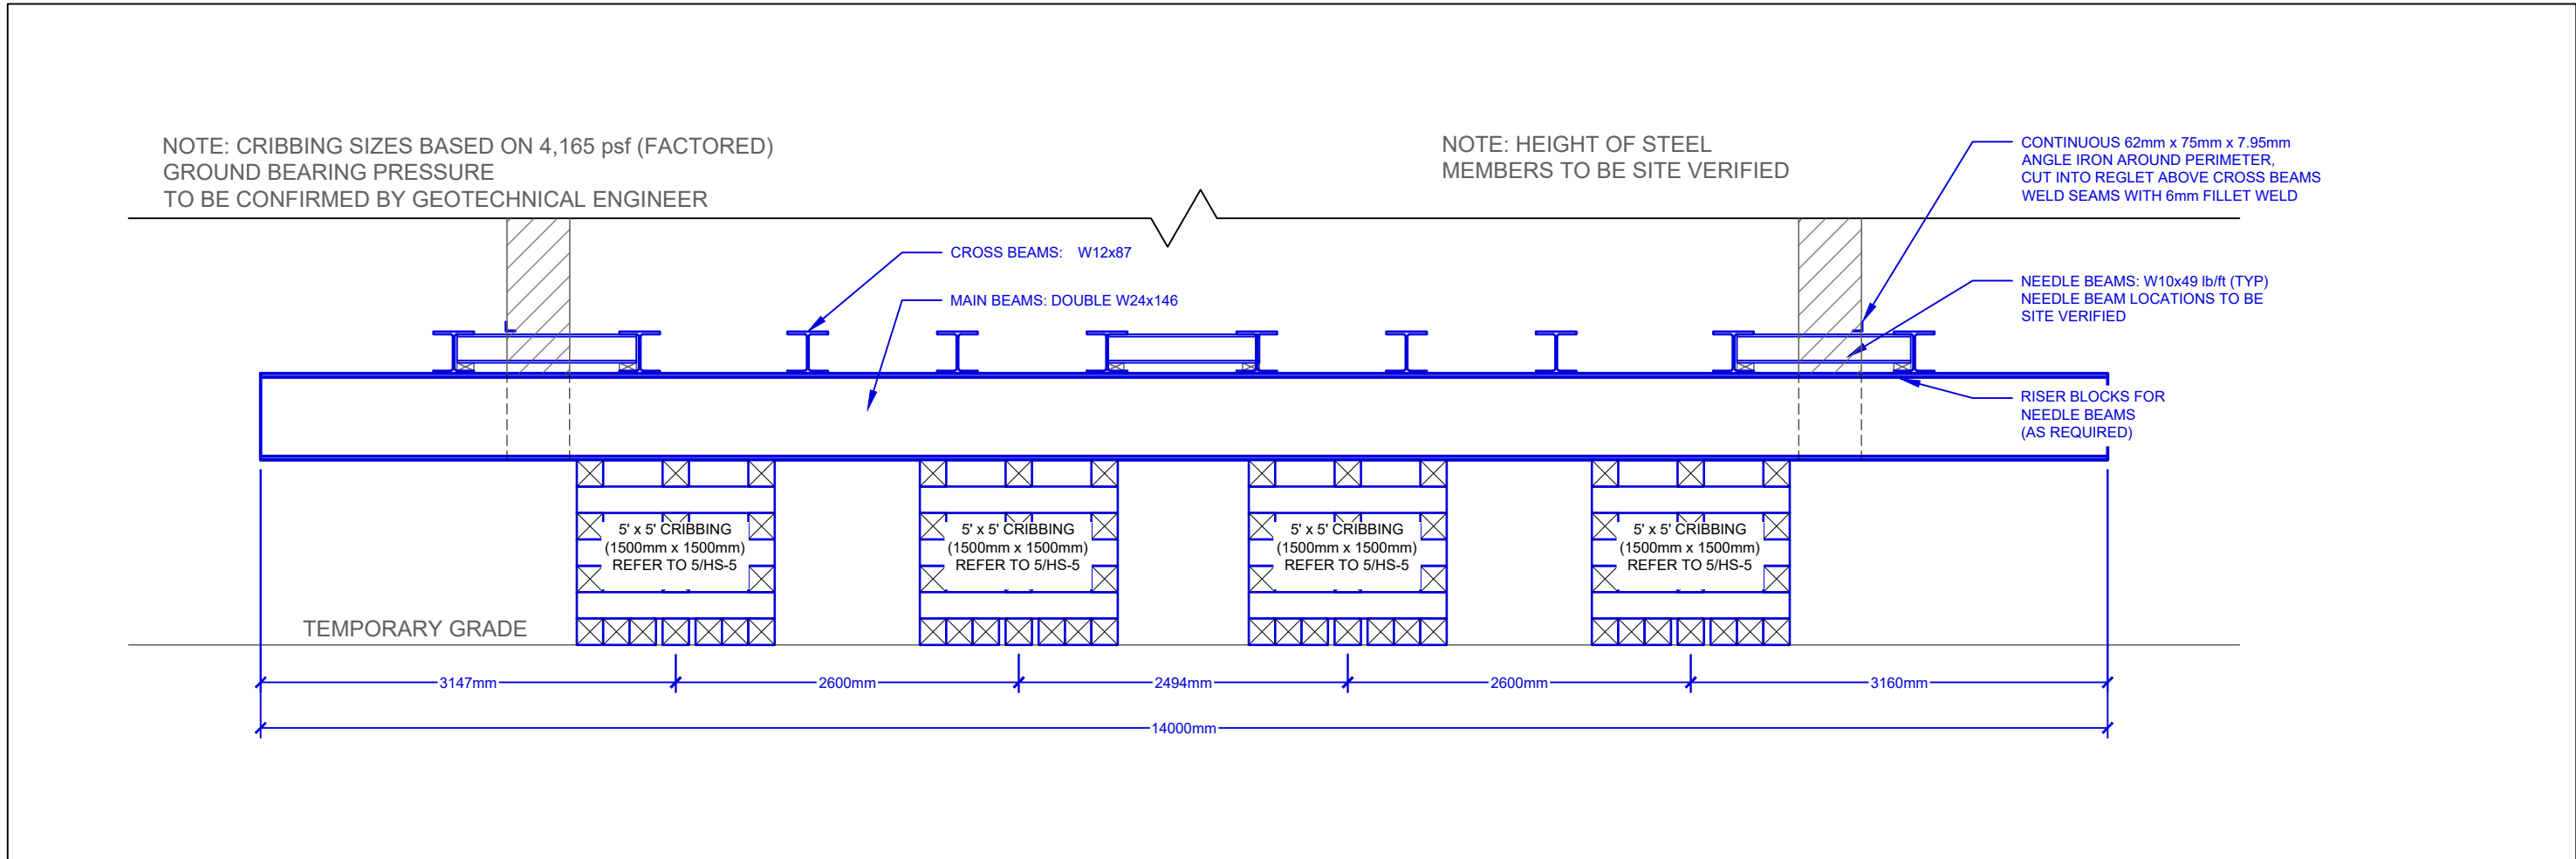 NOTE: CRIBBING SIZES BASED ON 4,165 psf (FACTORED)
GROUND BEARING PRESSURE
TO BE CONFIRMED BY GEOTECHNICAL ENGINEER
NOTE: HEIGHT OF STEEL
MEMBERS TO BE SITE VERIFIED
CONTINUOUS 62mm x 75mm x 7.95mm
ANGLE IRON AROUND PERIMETER,
CUT INTO REGLET ABOVE CROSS BEAMS
WELD SEAMS WITH 6mm FILLET WELD
CROSS BEAMS: W12x87
MAIN BEAMS: DOUBLE W24x146
NEEDLE BEAMS: W10x49 lb/ft (TYP)
NEEDLE BEAM LOCATIONS TO BE
SITE VERIFIED
RISER BLOCKS FOR
NEEDLE BEAMS
(AS REQUIRED)
5' x 5' CRIBBING
(1500mm x 1500mm)
REFER TO 5/HS-5
5' x 5' CRIBBING
(1500mm x 1500mm)
REFER TO 5/HS-5
5' x 5' CRIBBING
(1500mm x 1500mm)
REFER TO 5/HS-5
5' x 5' CRIBBING
(1500mm x 1500mm)
REFER TO 5/HS-5
TEMPORARY GRADE
3147mm
2600mm
2494mm
2600mm
3160mm
14000mm